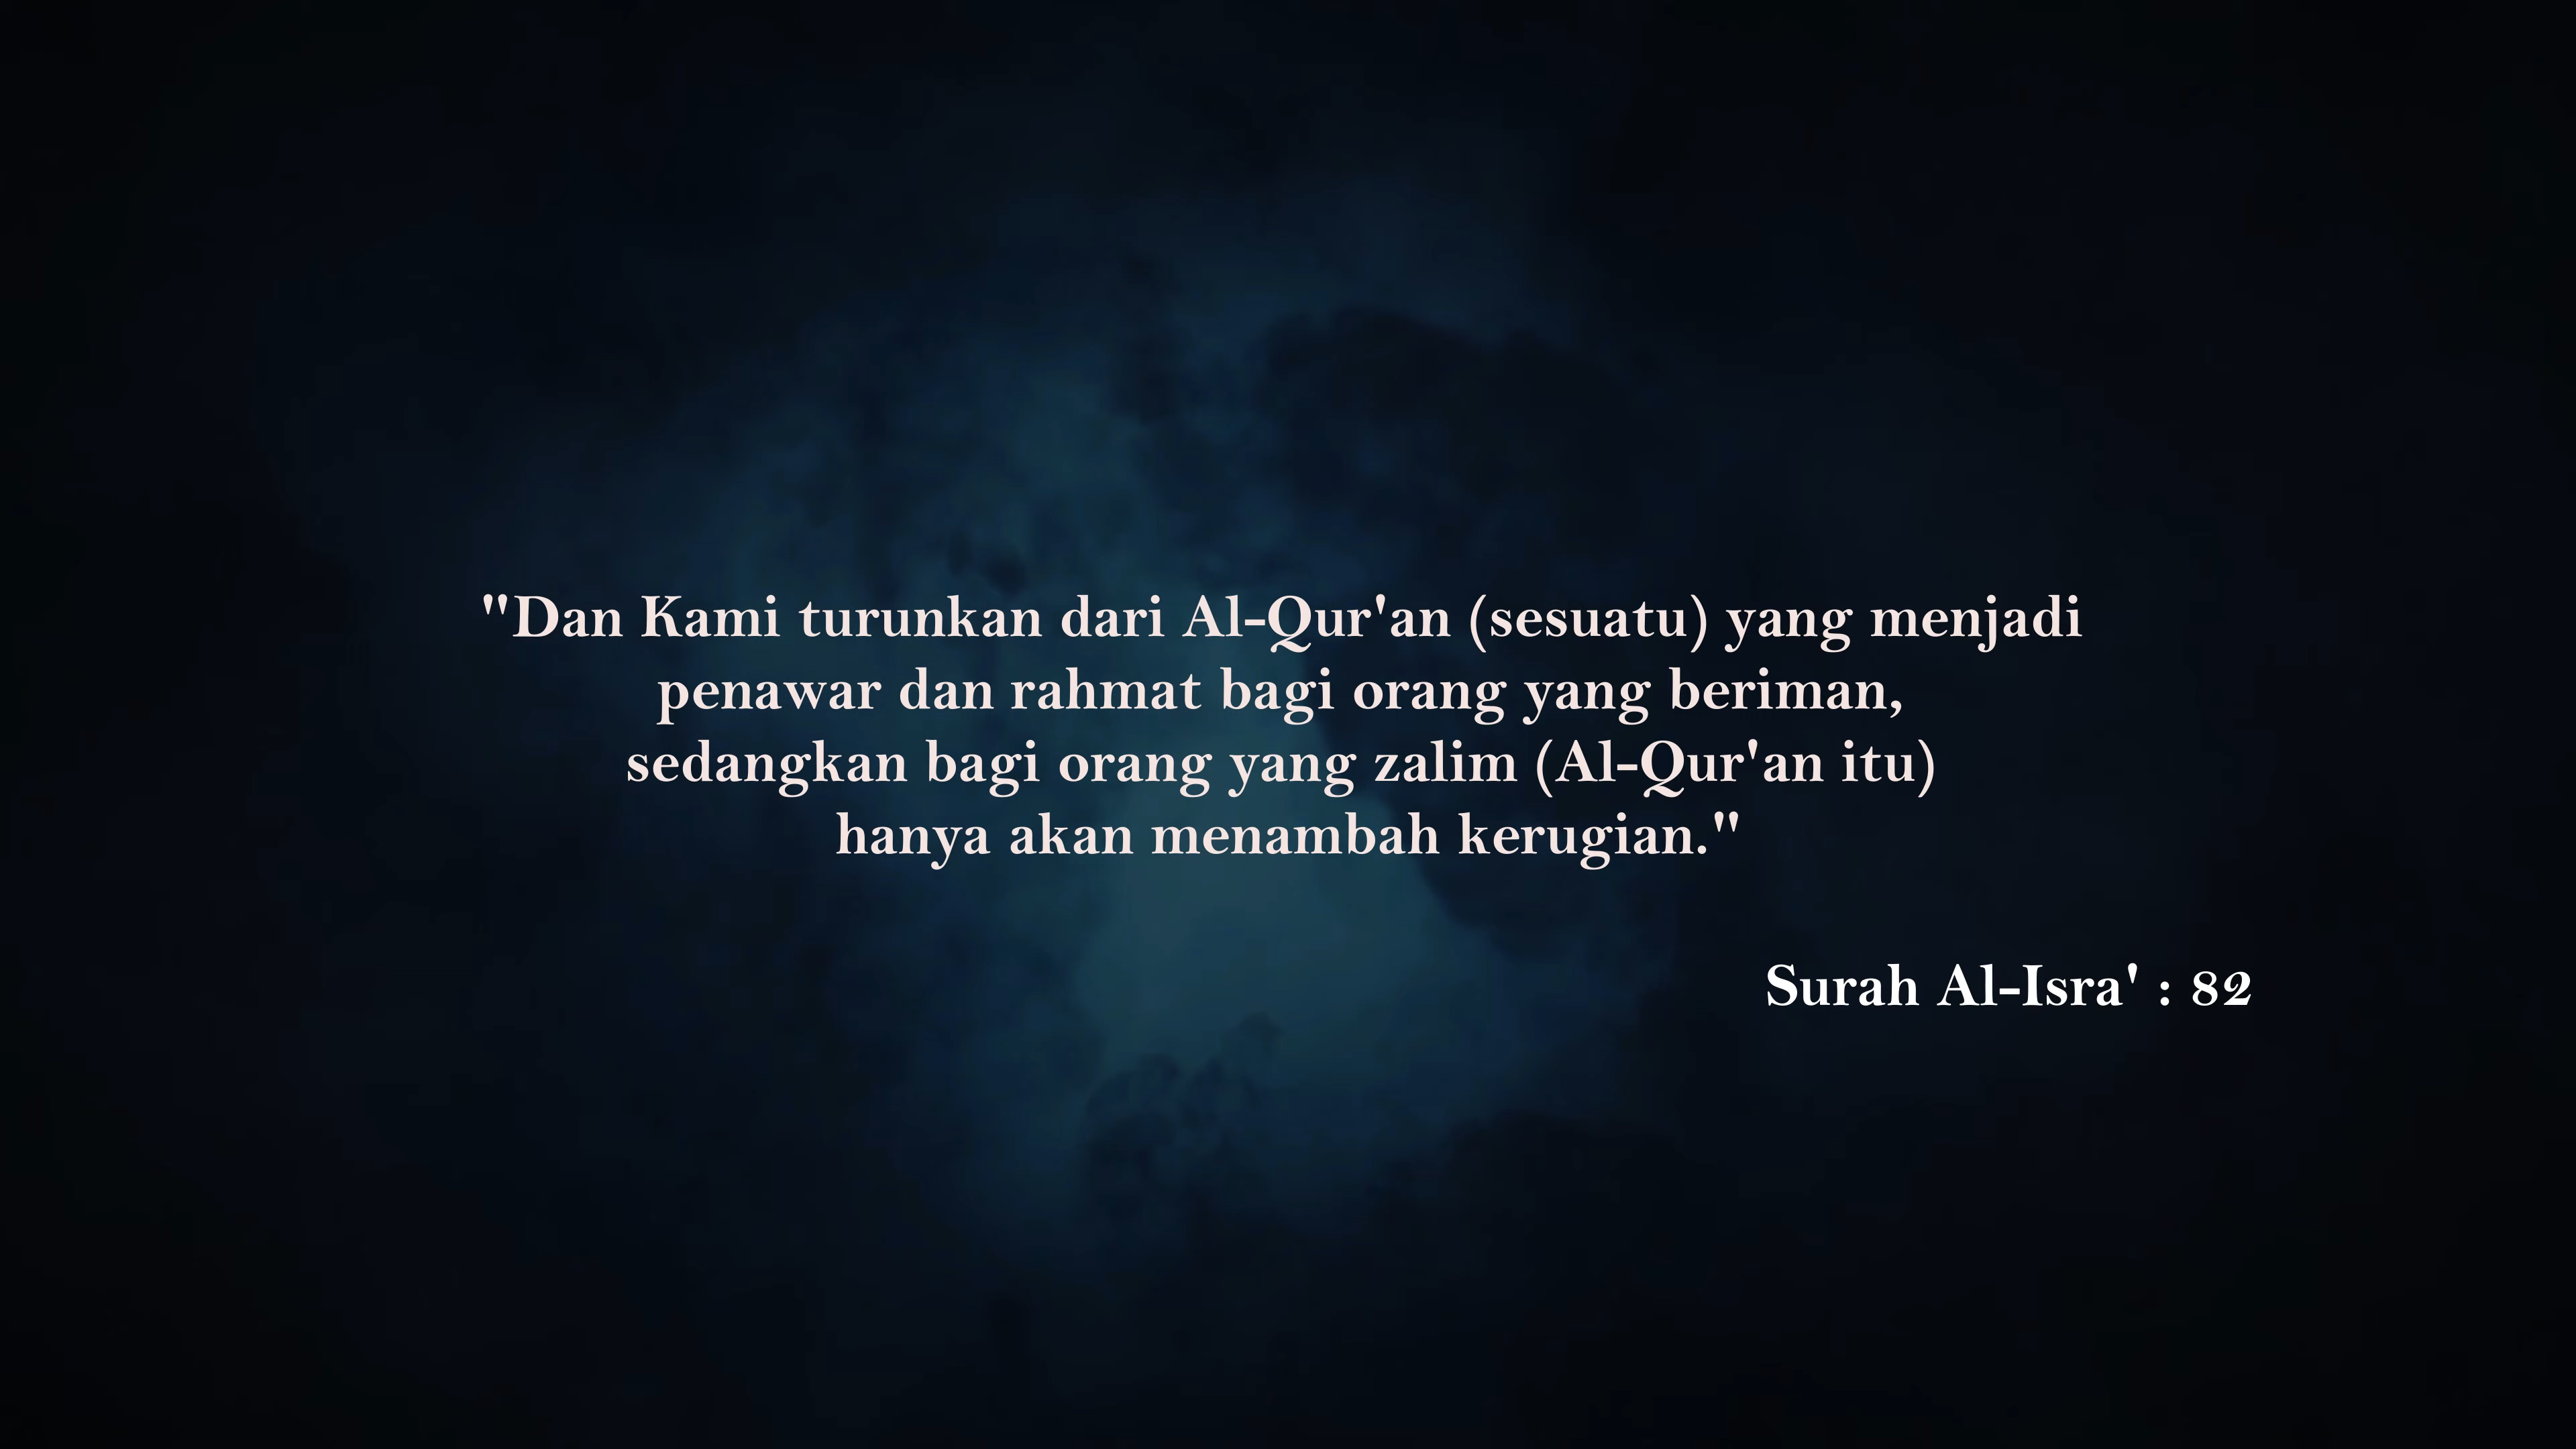 "Dan Kami turunkan dari Al-Qur'an (sesuatu) yang menjadi
penawar dan rahmat bagi orang yang beriman,
sedangkan bagi orang yang zalim (Al-Qur'an itu)
hanya akan menambah kerugian."
Surah Al-Isra' : 82